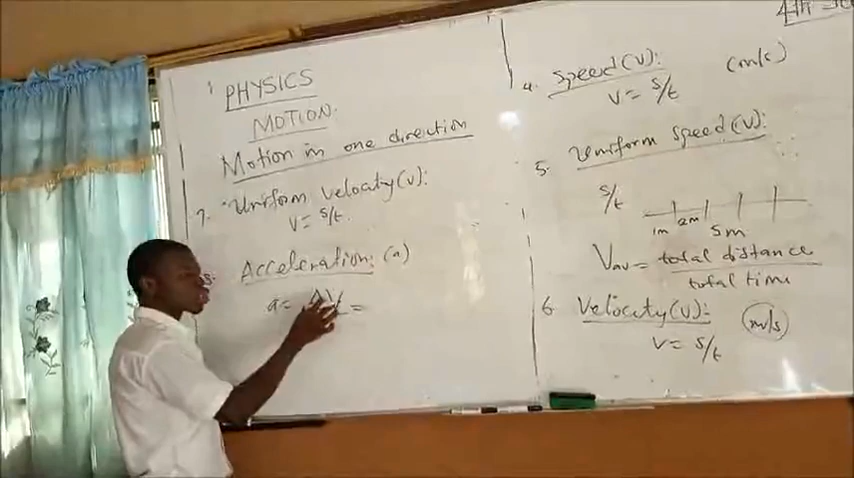 PHYSICS
MOTION:
Motion in one direction
7. Uniform velocity(v):
v = s/t
Acceleration: (a)
a =
4. Speed(v): (m/s)
v = s/t
5. Uniform speed(v):
s/t
1m 2m 5m
Vav = total distance
total time
6 Velocity(v): (m/s)
v = s/t